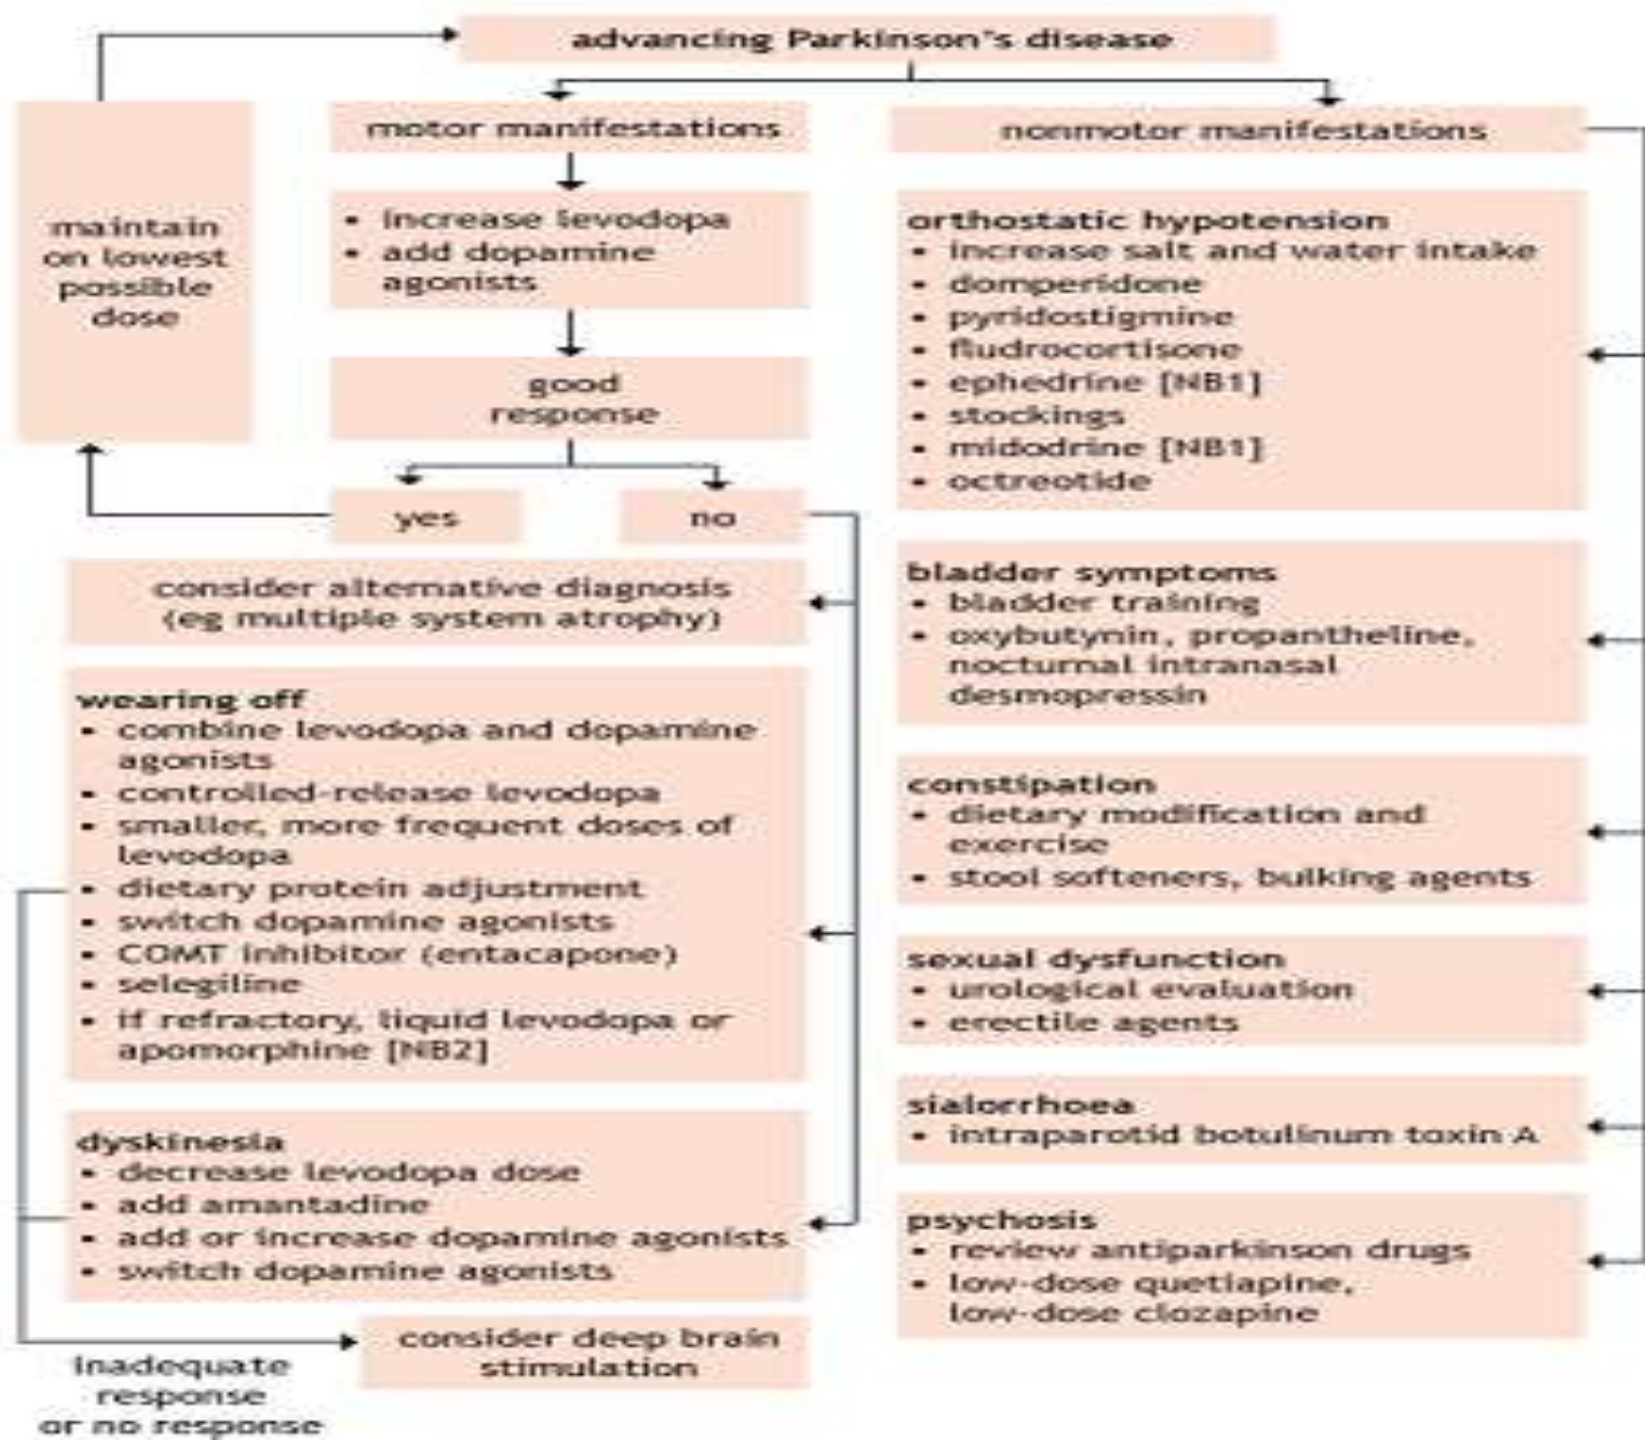 advancing Parkinson's disease
motor manifestations
nonmotor manifestations
maintain
on lowest
possible
dose
• increase levodopa
• add dopamine
agonists
good
response
yes
no
consider alternative diagnosis
(eg multiple system atrophy)
wearing off
• combine levodopa and dopamine
agonists
• controlled-release levodopa
• smaller, more frequent doses of
levodopa
• dietary protein adjustment
• switch dopamine agonists
• COMT inhibitor (entacapone)
• selegiline
• if refractory, liquid levodopa or
apomorphine [NB2]
dyskinesia
• decrease levodopa dose
• add amantadine
• add or increase dopamine agonists
• switch dopamine agonists
consider deep brain
stimulation
inadequate
response
or no response
orthostatic hypotension
• increase salt and water intake
• domperidone
• pyridostigmine
• fludrocortisone
• ephedrine [NB1]
• stockings
• midodrine [NB1]
• octreotide
bladder symptoms
• bladder training
• oxybutynin, propantheline,
nocturnal intranasal
desmopressin
constipation
• dietary modification and
exercise
• stool softeners, bulking agents
sexual dysfunction
• urological evaluation
• erectile agents
sialorrhoea
• intraparotid botulinum toxin A
psychosis
• review antiparkinson drugs
• low-dose quetiapine,
low-dose clozapine